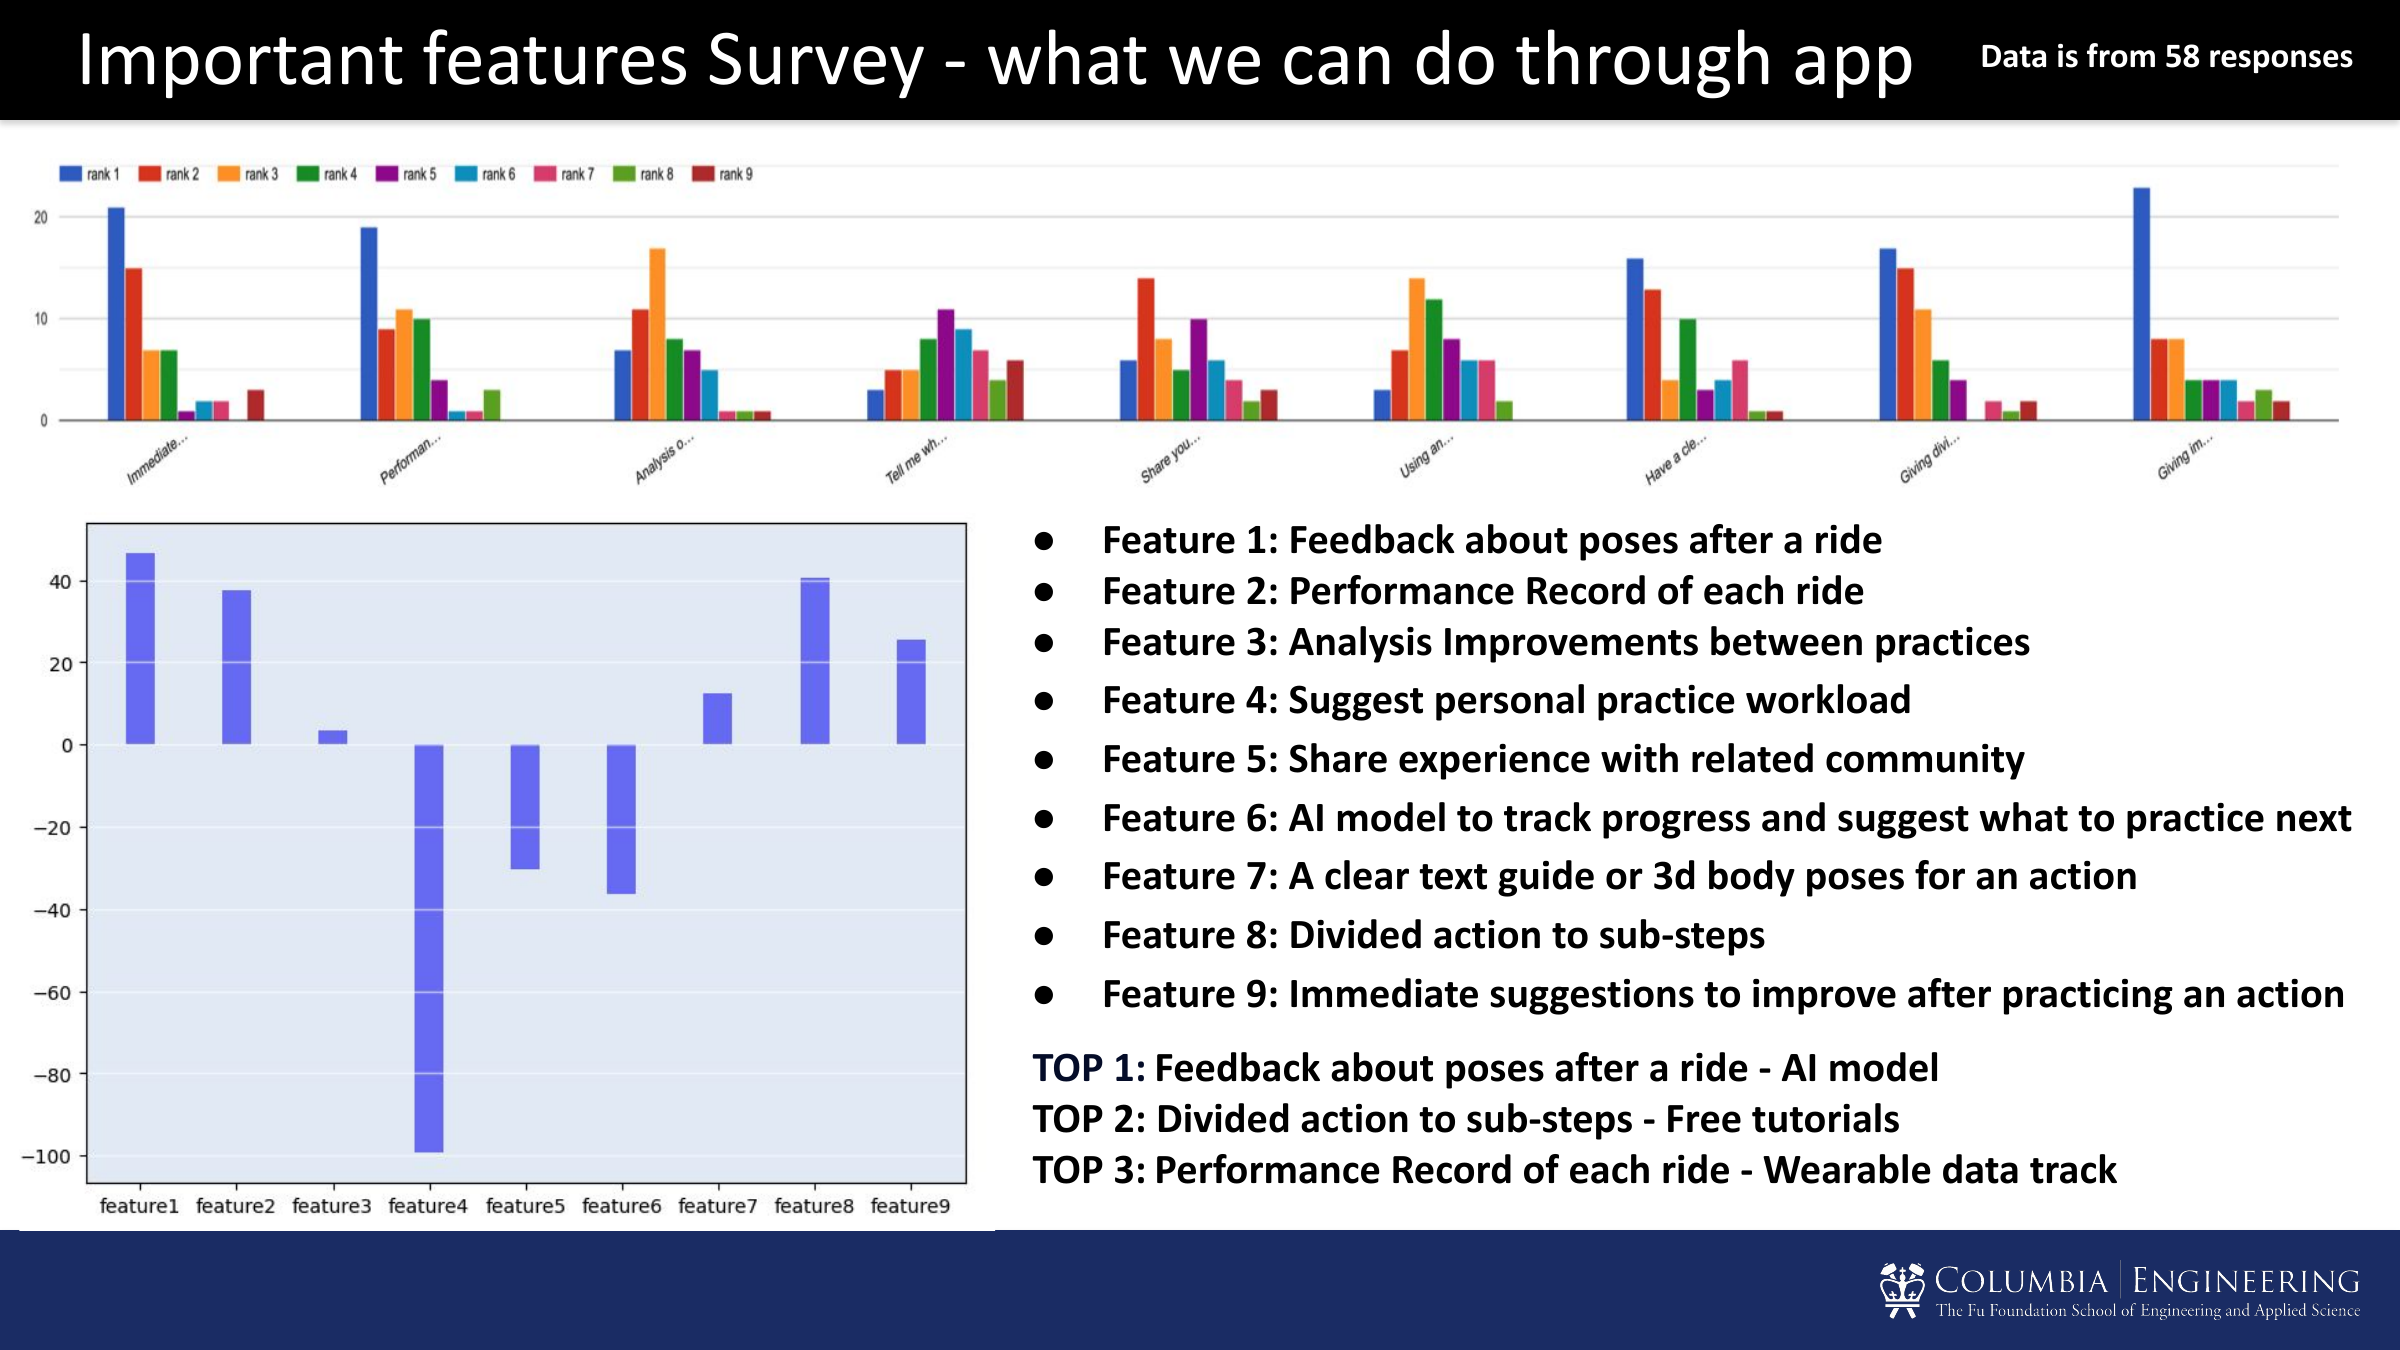 Important features Survey - what we can do through app
Data is from 58 responses
rank 1 rank 2 rank 3 rank 4 rank 5 rank 6 rank 7 rank 8 rank 9
20
10
0
Immediate... Performan... Analysis o... Tell me wh... Share you... Using an... Have a cle... Giving divi... Giving im...
40
20
0
−20
−40
−60
−80
−100
feature1 feature2 feature3 feature4 feature5 feature6 feature7 feature8 feature9
● Feature 1: Feedback about poses after a ride
● Feature 2: Performance Record of each ride
● Feature 3: Analysis Improvements between practices
● Feature 4: Suggest personal practice workload
● Feature 5: Share experience with related community
● Feature 6: AI model to track progress and suggest what to practice next
● Feature 7: A clear text guide or 3d body poses for an action
● Feature 8: Divided action to sub-steps
● Feature 9: Immediate suggestions to improve after practicing an action
TOP 1: Feedback about poses after a ride - AI model
TOP 2: Divided action to sub-steps - Free tutorials
TOP 3: Performance Record of each ride - Wearable data track
COLUMBIA | ENGINEERING
The Fu Foundation School of Engineering and Applied Science